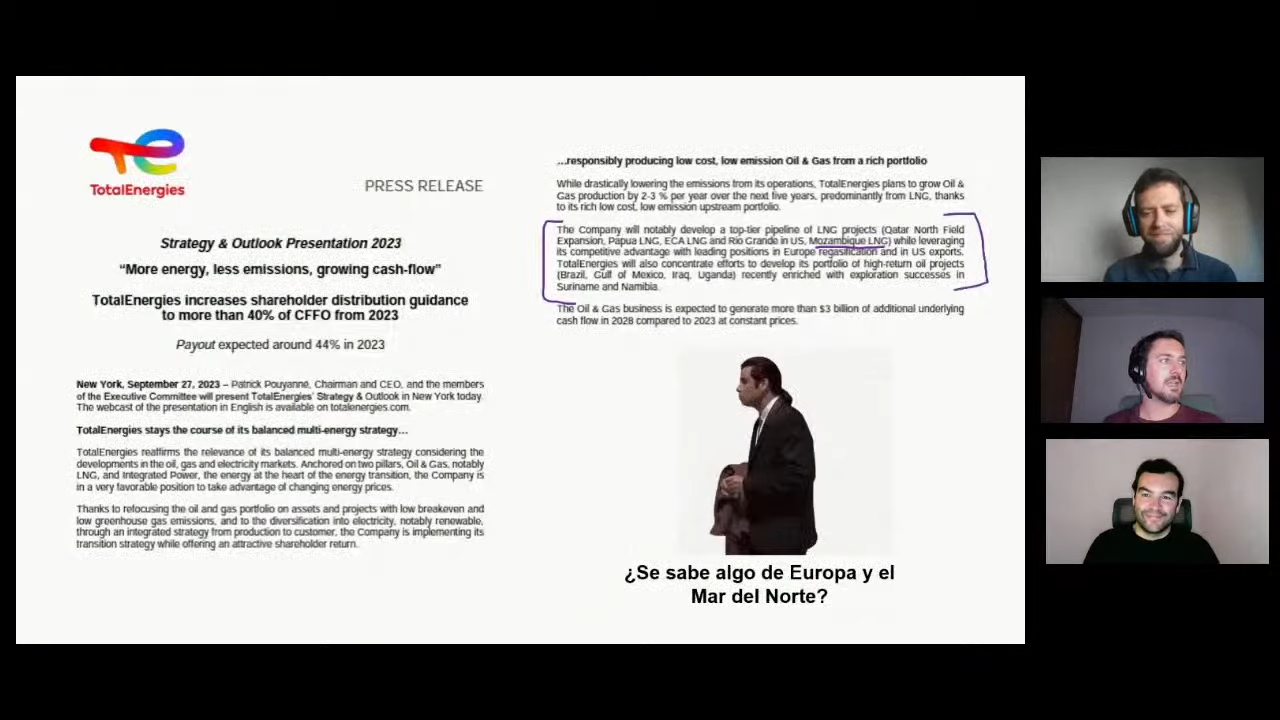 TotalEnergies
PRESS RELEASE
Strategy & Outlook Presentation 2023
“More energy, less emissions, growing cash-flow”
TotalEnergies increases shareholder distribution guidance
to more than 40% of CFFO from 2023
Payout expected around 44% in 2023
New York, September 27, 2023 – Patrick Pouyanné, Chairman and CEO, and the members
of the Executive Committee will present TotalEnergies’ Strategy & Outlook in New York today.
The webcast of the presentation in English is available on totalenergies.com.
TotalEnergies stays the course of its balanced multi-energy strategy…
TotalEnergies reaffirms the relevance of its balanced multi-energy strategy considering the
developments in the oil, gas and electricity markets. Anchored on two pillars, Oil & Gas, notably
LNG, and Integrated Power, the energy at the heart of the energy transition, the Company is
in a very favorable position to take advantage of changing energy prices.
Thanks to refocusing the oil and gas portfolio on assets and projects with low breakeven and
low greenhouse gas emissions, and to the diversification into electricity, notably renewable,
through an integrated strategy from production to customer, the Company is implementing its
transition strategy while offering an attractive shareholder return.
…responsibly producing low cost, low emission Oil & Gas from a rich portfolio
While drastically lowering the emissions from its operations, TotalEnergies plans to grow Oil &
Gas production by 2-3 % per year over the next five years, predominantly from LNG, thanks
to its rich low cost, low emission upstream portfolio.
The Company will notably develop a top-tier pipeline of LNG projects (Qatar North Field
Expansion, Papua LNG, ECA LNG and Rio Grande in US, Mozambique LNG) while leveraging
its competitive advantage with leading positions in Europe regasification and in US exports.
TotalEnergies will also concentrate efforts to develop its portfolio of high-return oil projects
(Brazil, Gulf of Mexico, Iraq, Uganda) recently enriched with exploration successes in
Suriname and Namibia.
The Oil & Gas business is expected to generate more than $3 billion of additional underlying
cash flow in 2028 compared to 2023 at constant prices.
¿Se sabe algo de Europa y el
Mar del Norte?